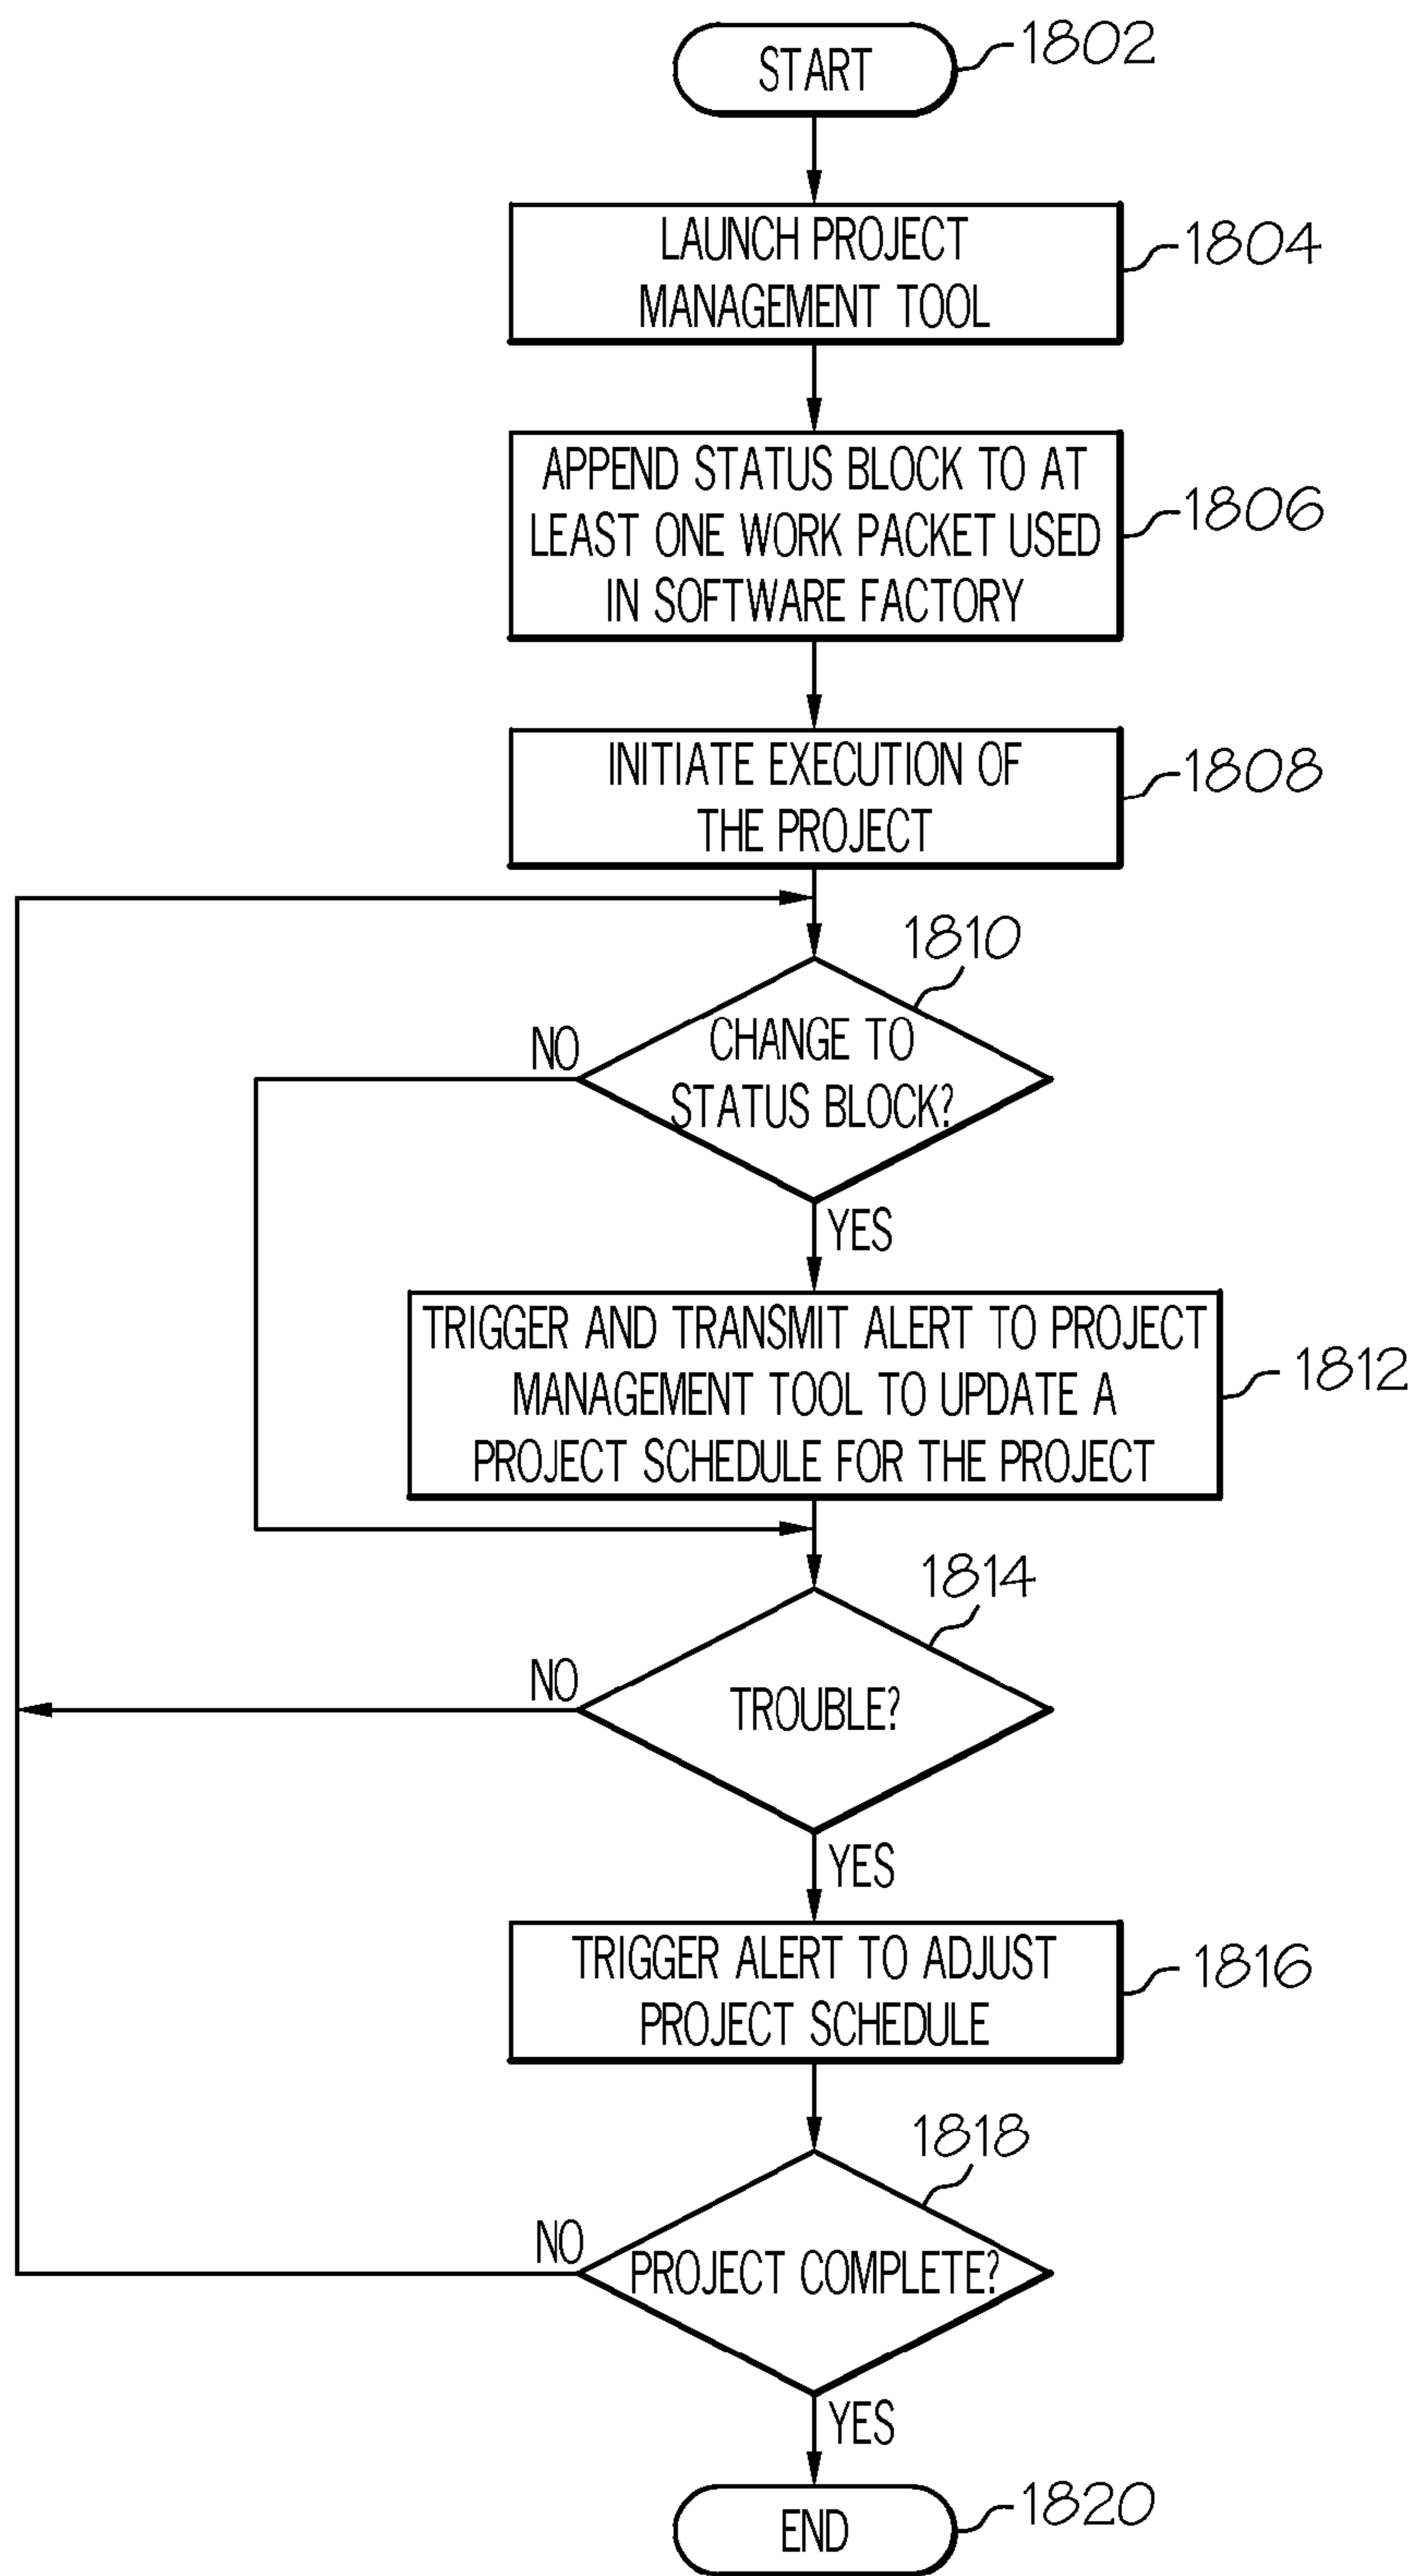 START
1802
LAUNCH PROJECT
MANAGEMENT TOOL
1804
APPEND STATUS BLOCK TO AT
LEAST ONE WORK PACKET USED
IN SOFTWARE FACTORY
1806
INITIATE EXECUTION OF
THE PROJECT
1808
1810
CHANGE TO
STATUS BLOCK?
NO
YES
TRIGGER AND TRANSMIT ALERT TO PROJECT
MANAGEMENT TOOL TO UPDATE A
PROJECT SCHEDULE FOR THE PROJECT
1812
1814
NO
TROUBLE?
YES
TRIGGER ALERT TO ADJUST
PROJECT SCHEDULE
1816
1818
NO
PROJECT COMPLETE?
YES
END
1820